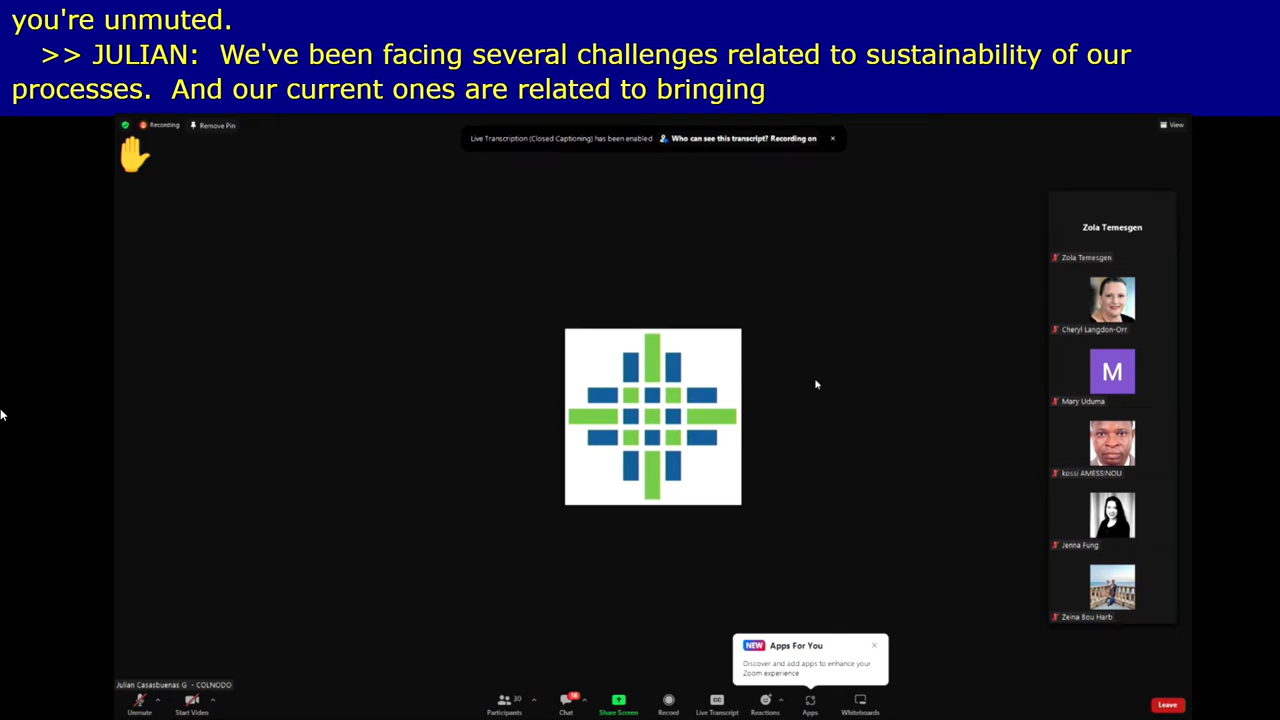 you're unmuted.
>> JULIAN:  We've been facing several challenges related to sustainability of our
processes.  And our current ones are related to bringing
Recording
Remove Pin
Live Transcription (Closed Captioning) has been enabled
Who can see this transcript? Recording on
View
Zola Temesgen
Zola Temesgen
Cheryl Langdon-Orr
M
Mary Uduma
kossi AMESSINOU
Jenna Fung
Zeina Bou Harb
NEW Apps For You
Discover and add apps to enhance your
Zoom experience
Julian Casasbuenas G - COLNODO
Unmute
Start Video
30
Participants
18
Chat
Share Screen
Record
CC
Live Transcript
Reactions
Apps
Whiteboards
Leave